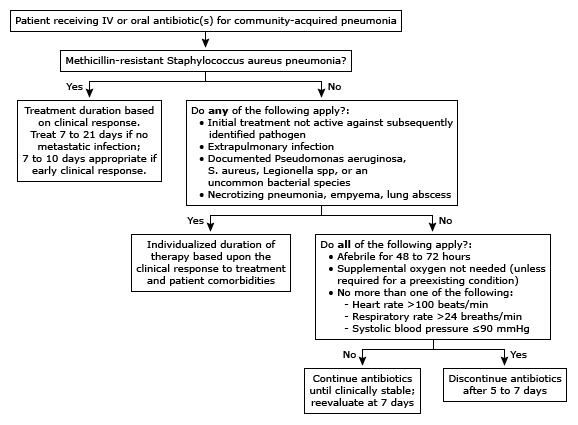 Patient receiving IV or oral antibiotic(s) for community-acquired pneumonia
Methicillin-resistant Staphylococcus aureus pneumonia?
Yes
No
Treatment duration based
on clinical response.
Treat 7 to 21 days if no
metastatic infection;
7 to 10 days appropriate if
early clinical response.
Do any of the following apply?:
• Initial treatment not active against subsequently
identified pathogen
• Extrapulmonary infection
• Documented Pseudomonas aeruginosa,
S. aureus, Legionella spp, or an
uncommon bacterial species
• Necrotizing pneumonia, empyema, lung abscess
Yes
No
Individualized duration of
therapy based upon the
clinical response to treatment
and patient comorbidities
Do all of the following apply?:
• Afebrile for 48 to 72 hours
• Supplemental oxygen not needed (unless
required for a preexisting condition)
• No more than one of the following:
- Heart rate >100 beats/min
- Respiratory rate >24 breaths/min
- Systolic blood pressure ≤90 mmHg
No
Yes
Continue antibiotics
until clinically stable;
reevaluate at 7 days
Discontinue antibiotics
after 5 to 7 days